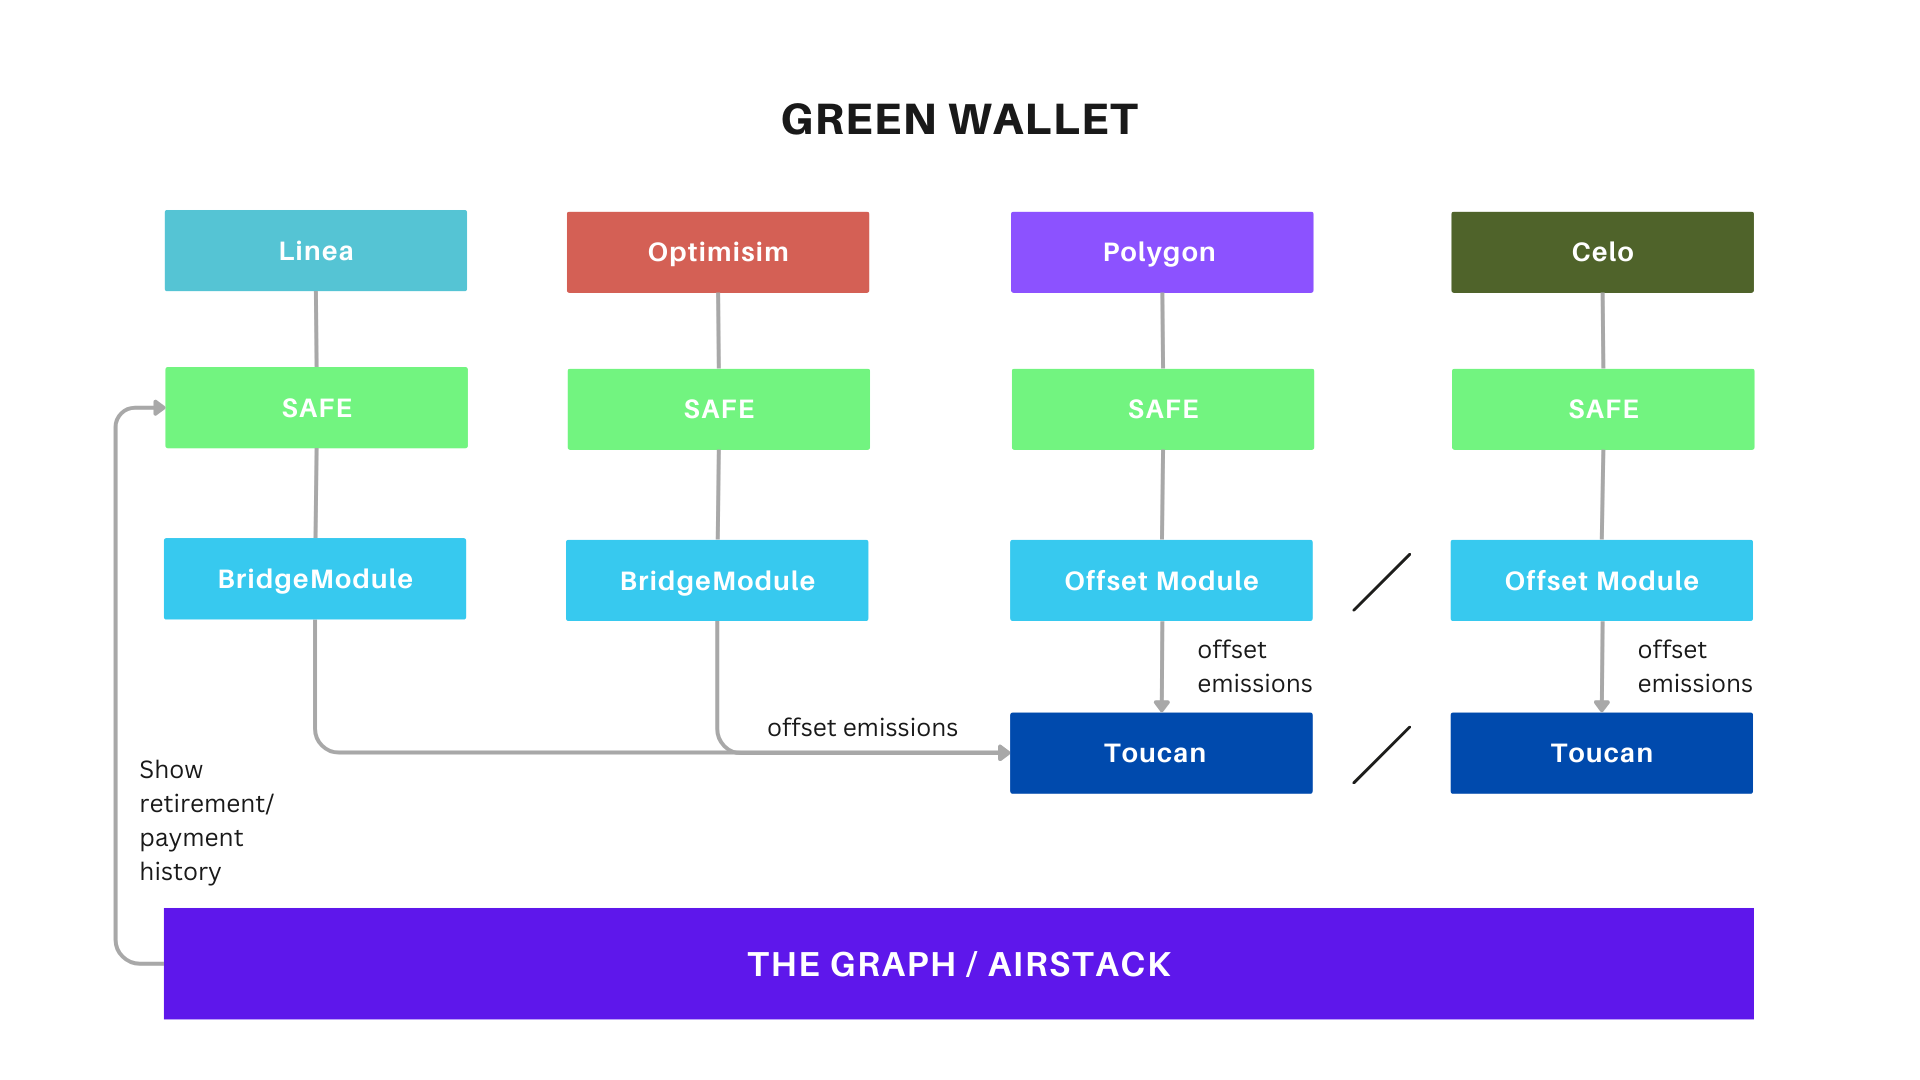 GREEN WALLET
Linea
Optimisim
Polygon
Celo
SAFE
SAFE
SAFE
SAFE
BridgeModule
BridgeModule
Offset Module
/
Offset Module
offset
emissions
offset
emissions
offset emissions
Toucan
/
Toucan
Show
retirement/
payment
history
THE GRAPH / AIRSTACK